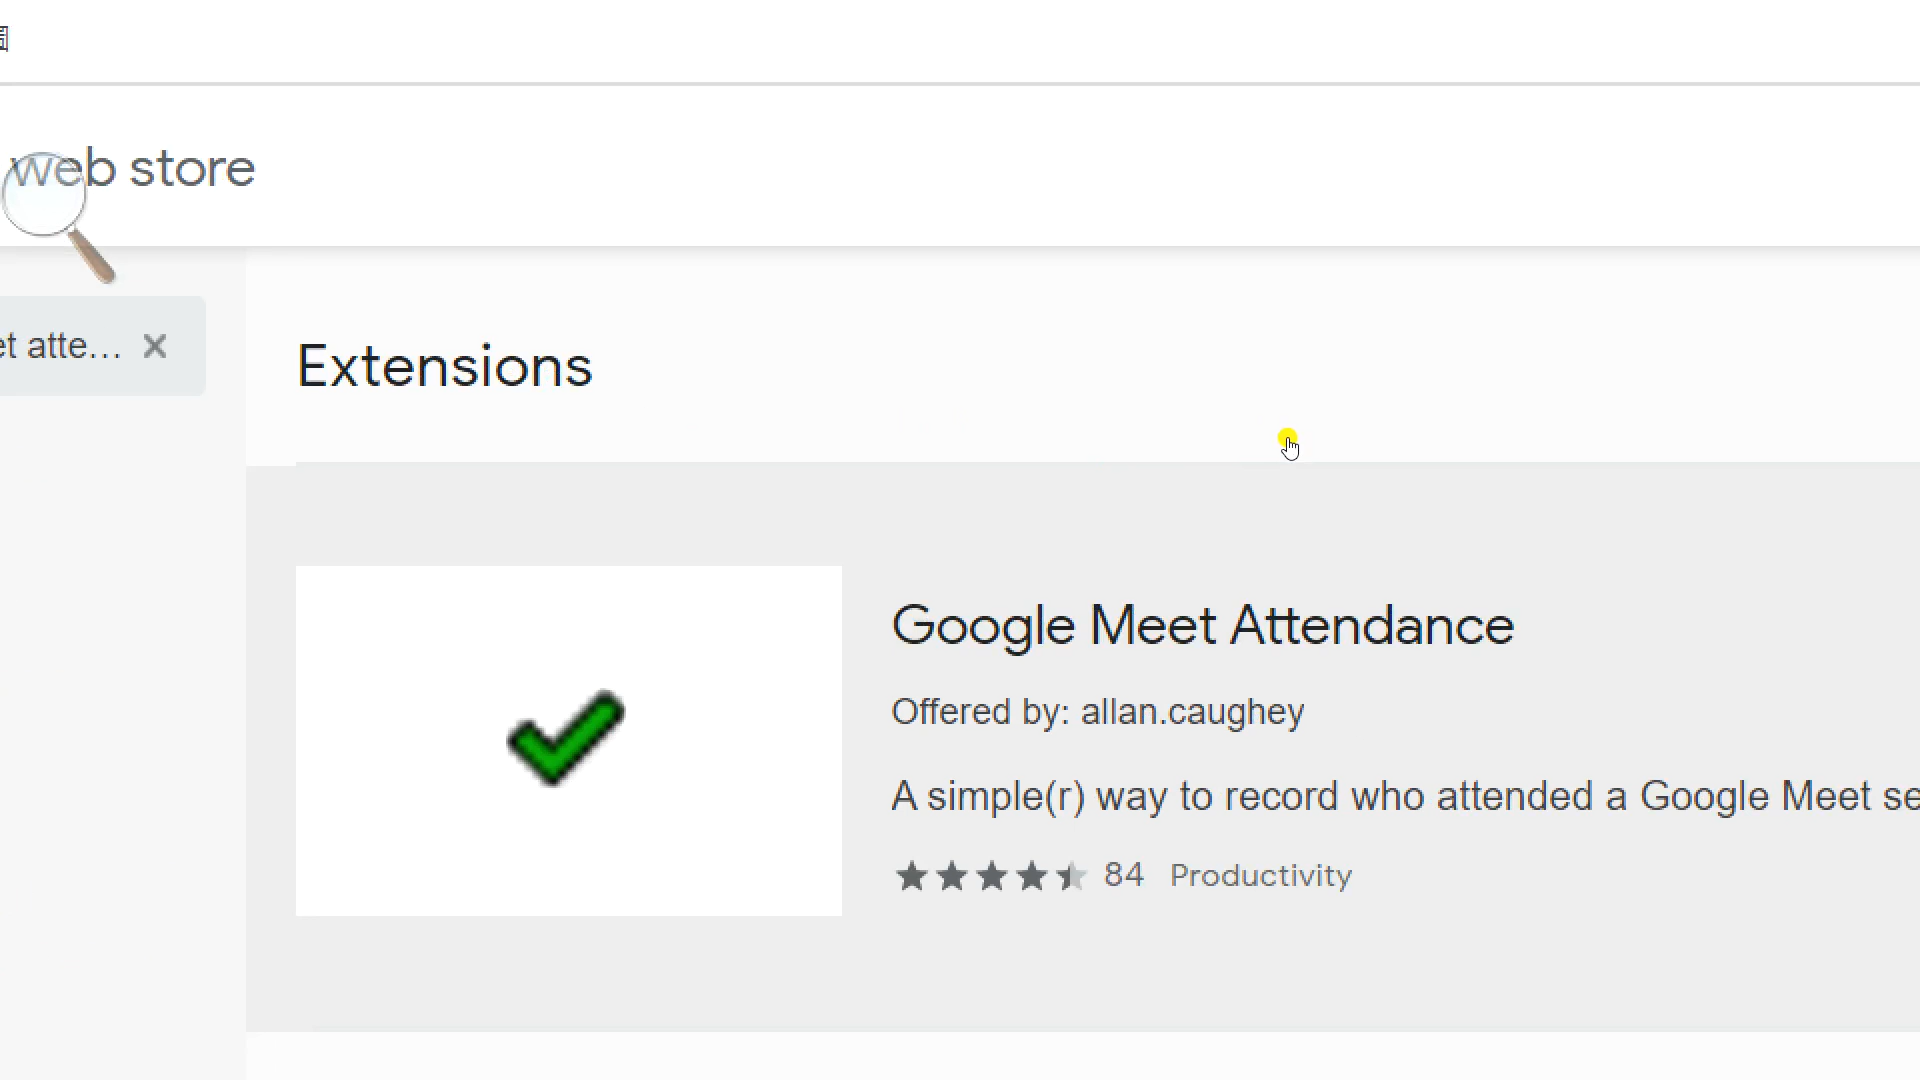 web store
et atte...
Extensions
Google Meet Attendance
Offered by: allan.caughey
A simple(r) way to record who attended a Google Meet se
84 Productivity